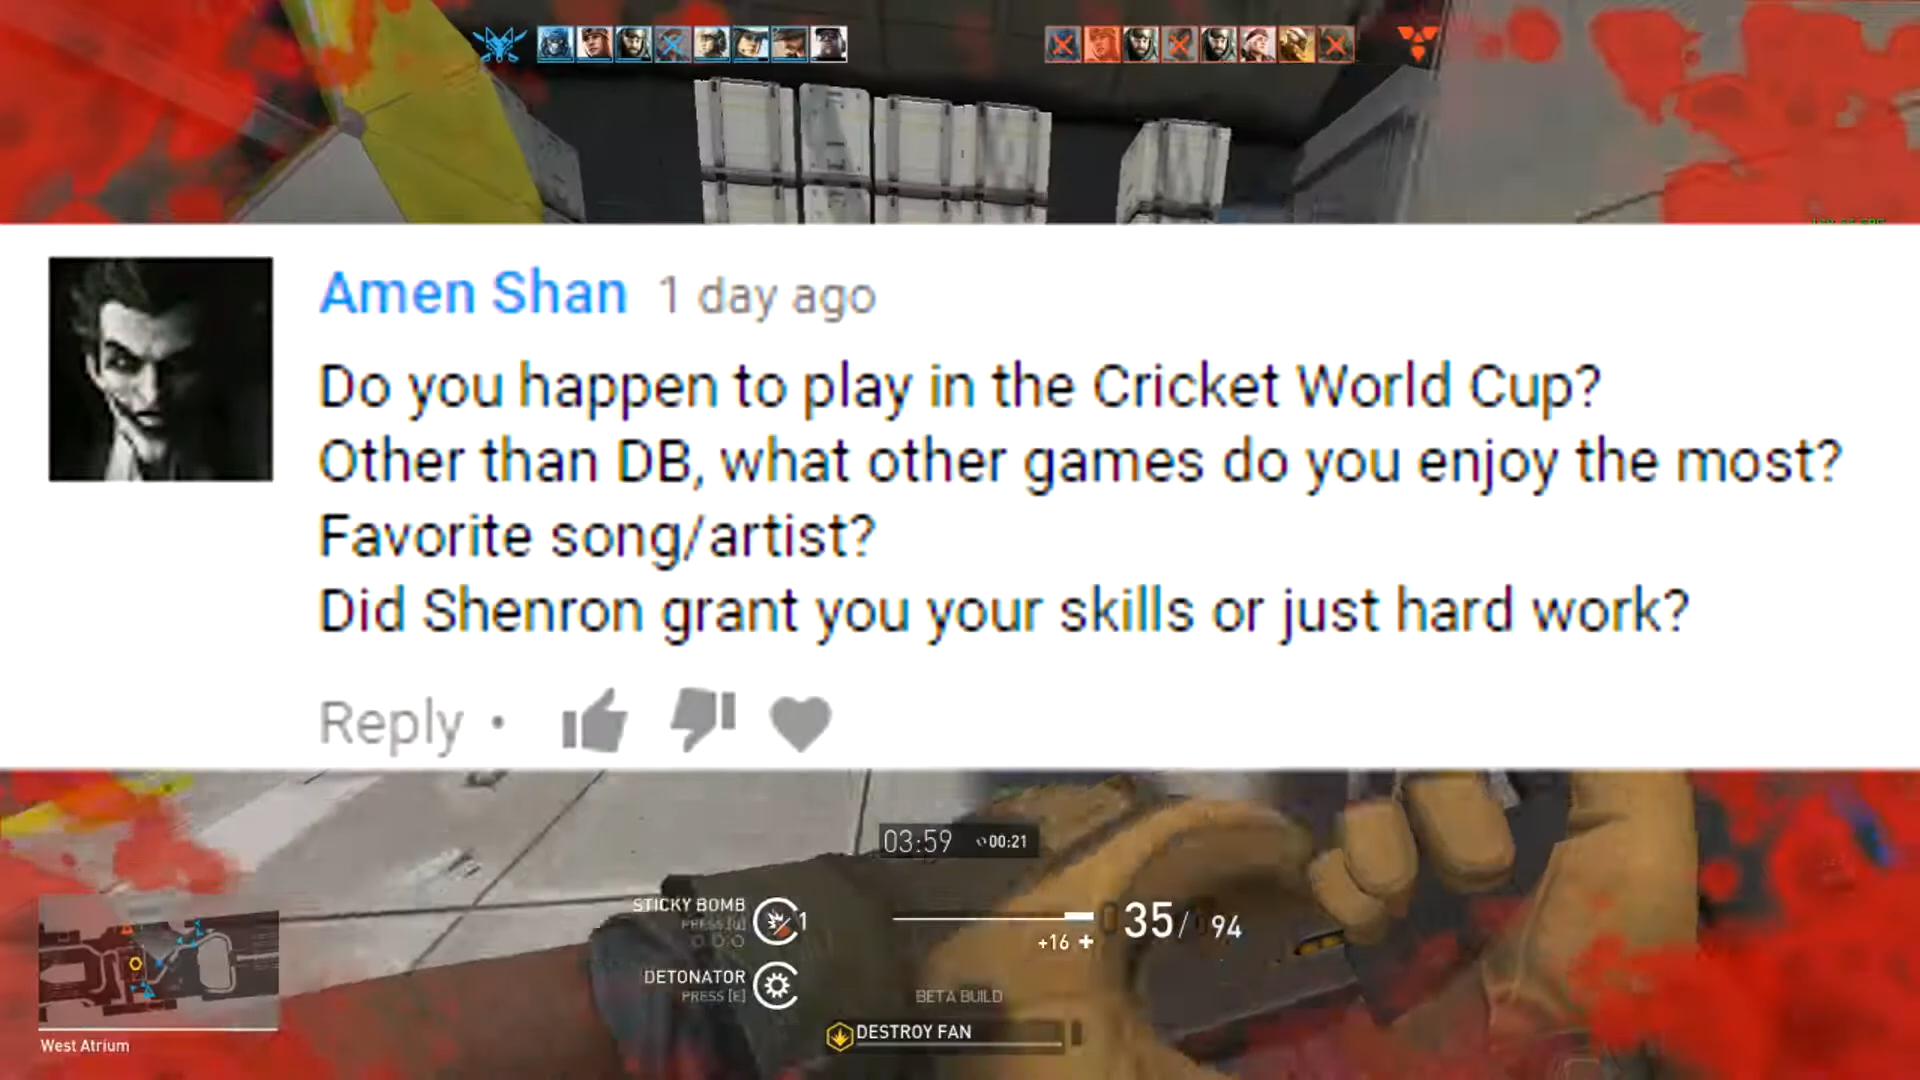 Amen Shan 1 day ago
Do you happen to play in the Cricket World Cup?
Other than DB, what other games do you enjoy the most?
Favorite song/artist?
Did Shenron grant you your skills or just hard work?
Reply •
03:59 00:21
STICKY BOMB
PRESS [Q]
1
+16
35/ 94
DETONATOR
PRESS [E]
BETA BUILD
DESTROY FAN
West Atrium